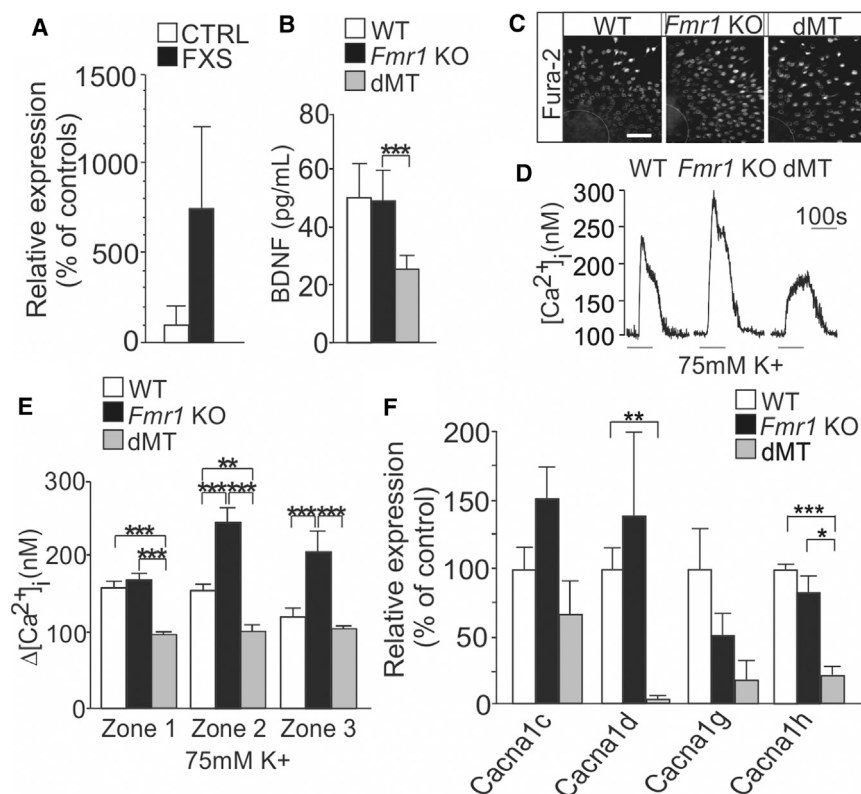 A
CTRL
FXS
Relative expression
(% of controls)
1500
1000
500
0
B
WT
Fmr1 KO
dMT
BDNF (pg/mL)
80
60
40
20
0
***
C
WT Fmr1 KO dMT
Fura-2
D
WT Fmr1 KO dMT
[Ca2+]i(nM)
300
250
200
150
100
100s
75mM K+
E
WT
Fmr1 KO
dMT
Δ[Ca2+]i(nM)
300
200
100
0
***
***
**
*** ***
*** ***
Zone 1 Zone 2 Zone 3
75mM K+
F
WT
Fmr1 KO
dMT
Relative expression
(% of control)
200
150
100
50
0
**
***
*
Cacna1c Cacna1d Cacna1g Cacna1h